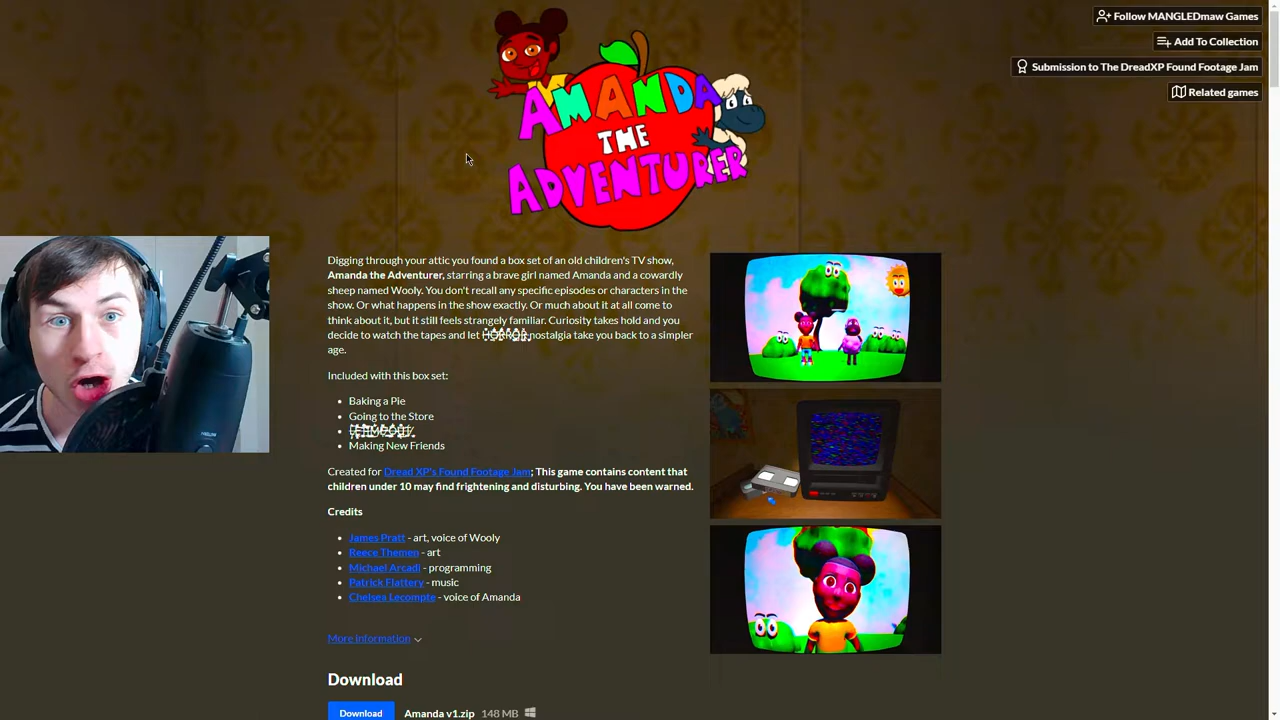 Follow MANGLEDmaw Games
Add To Collection
Submission to The DreadXP Found Footage Jam
Related games
AMANDA
THE
ADVENTURER
Digging through your attic you found a box set of an old children's TV show,
Amanda the Adventurer, starring a brave girl named Amanda and a cowardly
sheep named Wooly. You don't recall any specific episodes or characters in the
show. Or what happens in the show exactly. Or much about it at all come to
think about it, but it still feels strangely familiar. Curiosity takes hold and you
decide to watch the tapes and let HORROR nostalgia take you back to a simpler
age.
Included with this box set:
Baking a Pie
Going to the Store
Making New Friends
Created for Dread XP's Found Footage Jam; This game contains content that
children under 10 may find frightening and disturbing. You have been warned.
Credits
James Pratt - art, voice of Wooly
Reece Themen - art
Michael Arcadi - programming
Patrick Flattery - music
Chelsea Lecompte - voice of Amanda
More information
Download
Download Amanda v1.zip 148 MB